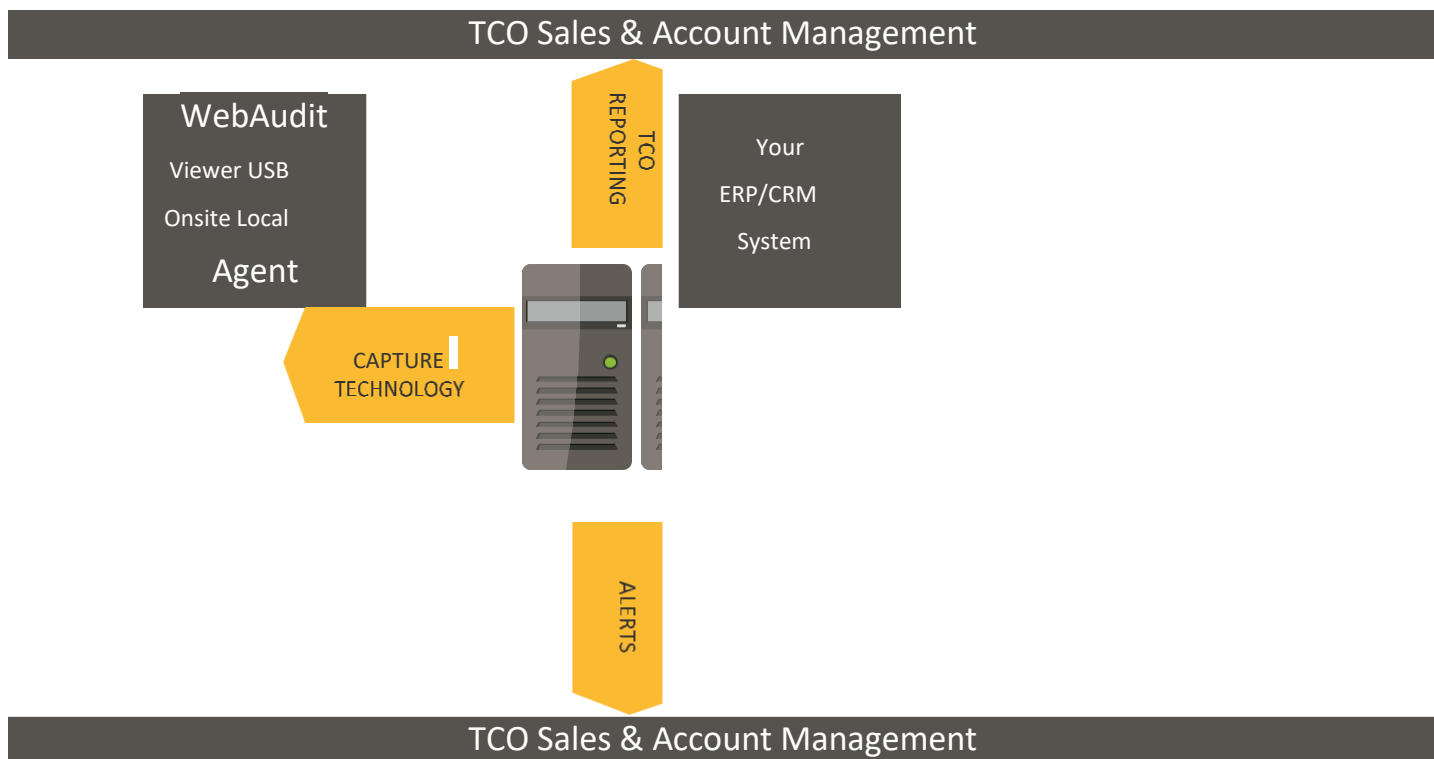 TCO Sales & Account Management
WebAudit
Viewer USB
Onsite Local
Agent
TCO
REPORTING
Your
ERP/CRM
System
CAPTURE
TECHNOLOGY
ALERTS
TCO Sales & Account Management